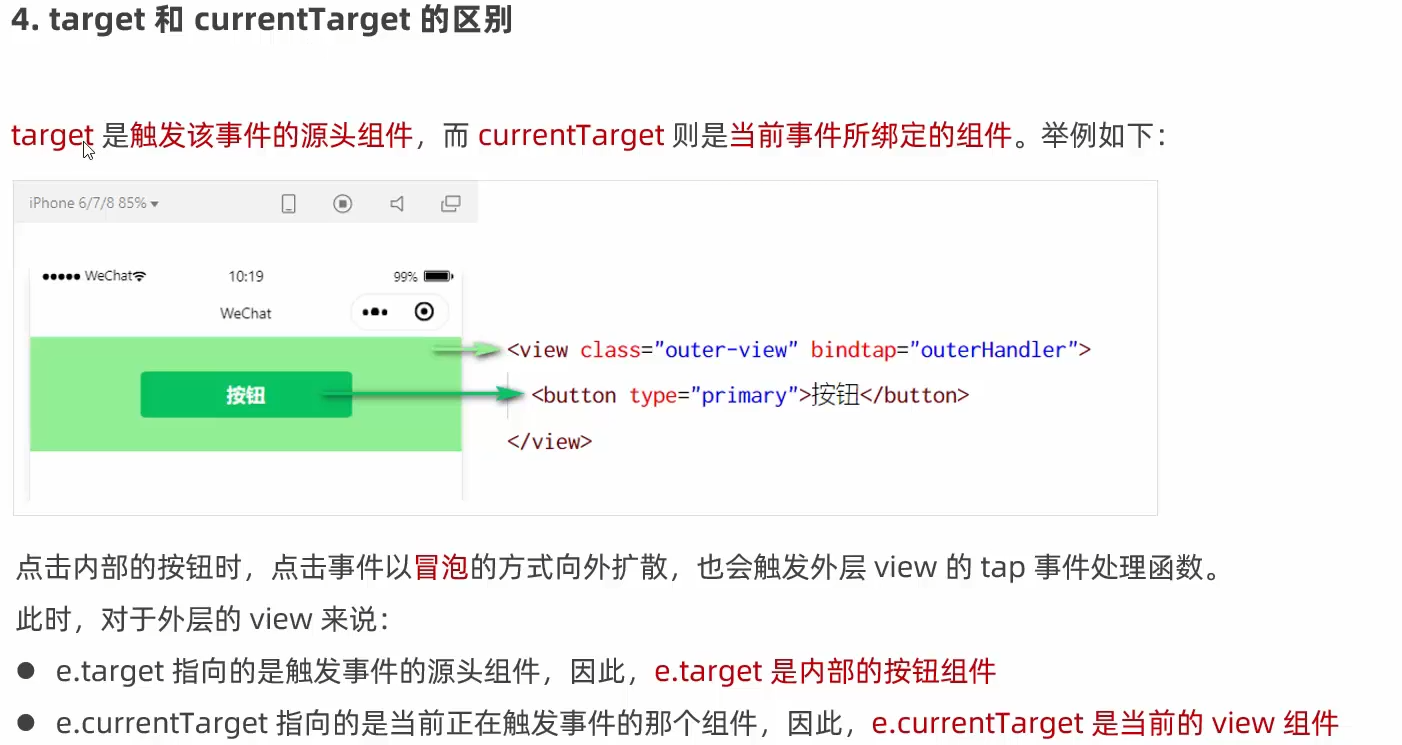 4. target 和 currentTarget 的区别
target 是触发该事件的源头组件，而 currentTarget 则是当前事件所绑定的组件。举例如下：
iPhone 6/7/8 85%
WeChat 10:19 99%
WeChat
<view class="outer-view" bindtap="outerHandler">
按钮 <button type="primary">按钮</button>
</view>
点击内部的按钮时，点击事件以冒泡的方式向外扩散，也会触发外层 view 的 tap 事件处理函数。
此时，对于外层的 view 来说：
● e.target 指向的是触发事件的源头组件，因此，e.target 是内部的按钮组件
● e.currentTarget 指向的是当前正在触发事件的那个组件，因此，e.currentTarget 是当前的 view 组件